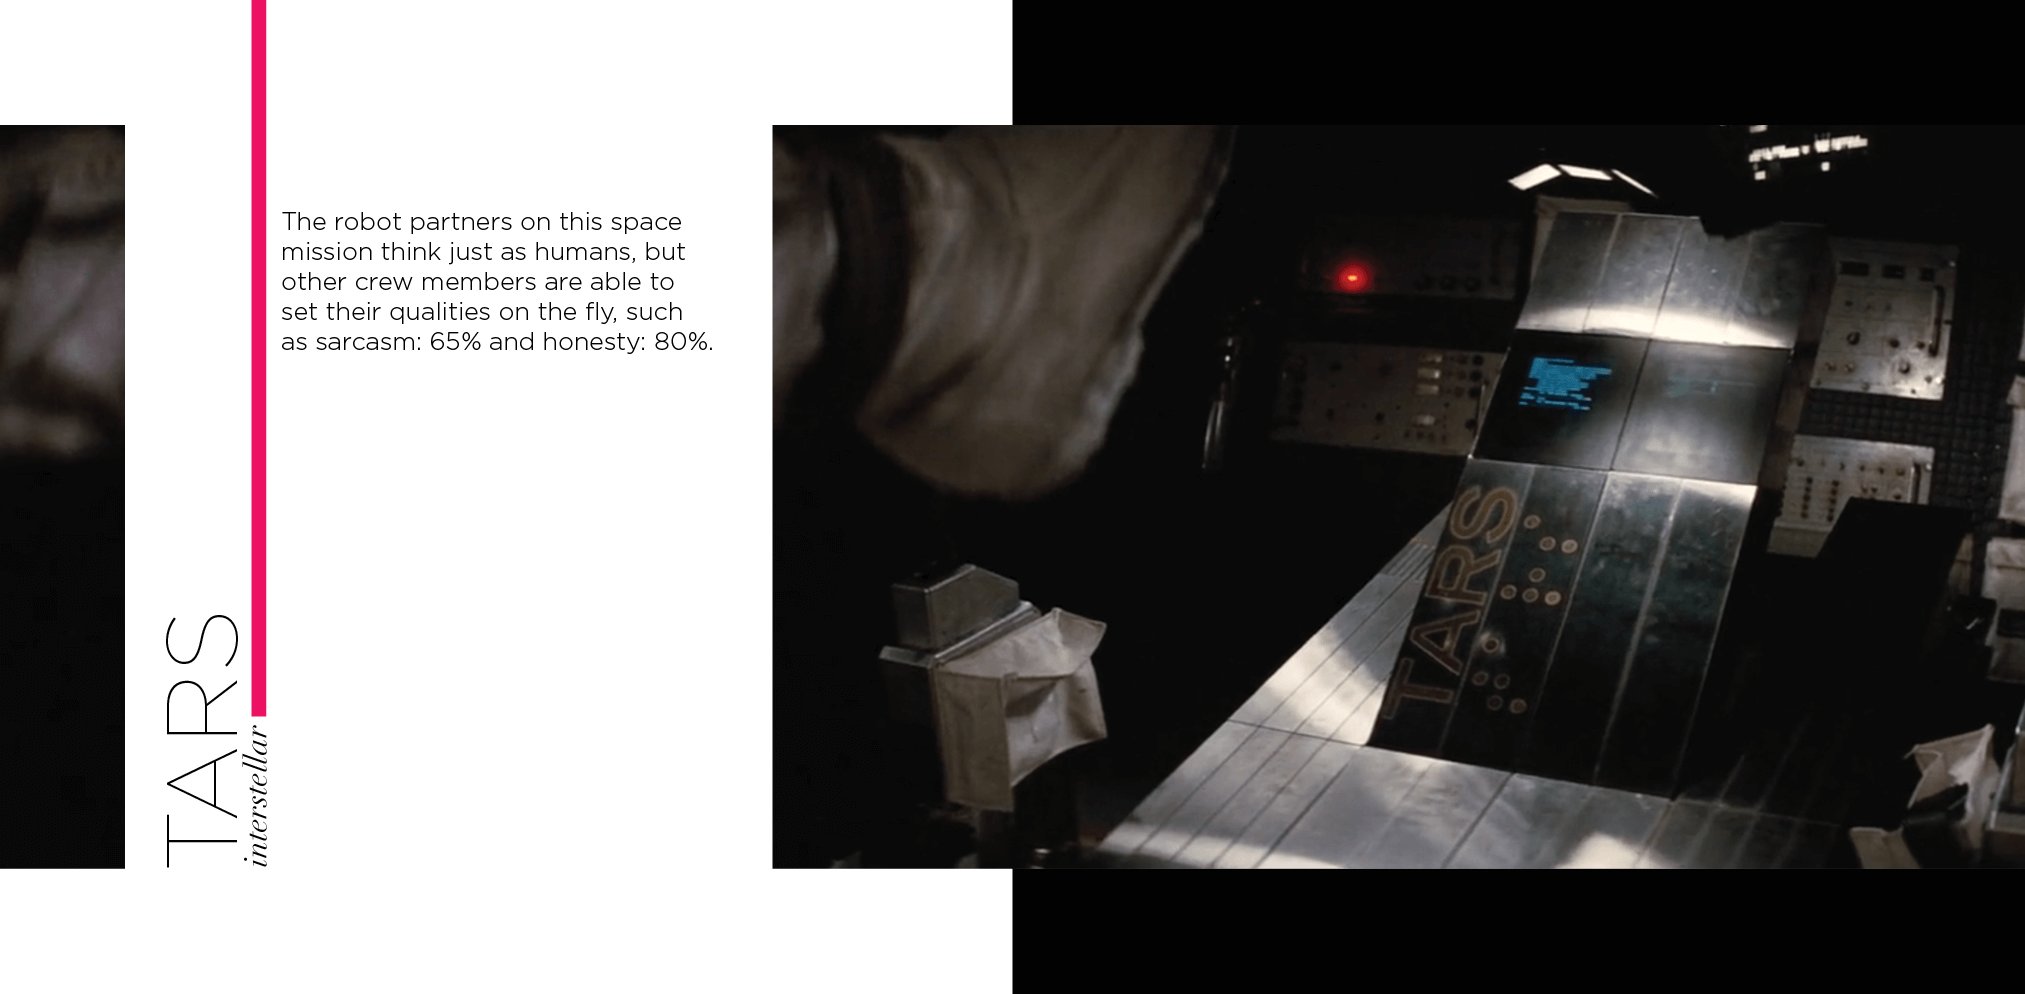 The robot partners on this space
mission think just as humans, but
other crew members are able to
set their qualities on the fly, such
as sarcasm: 65% and honesty: 80%.
TARS
interstellar
TARS